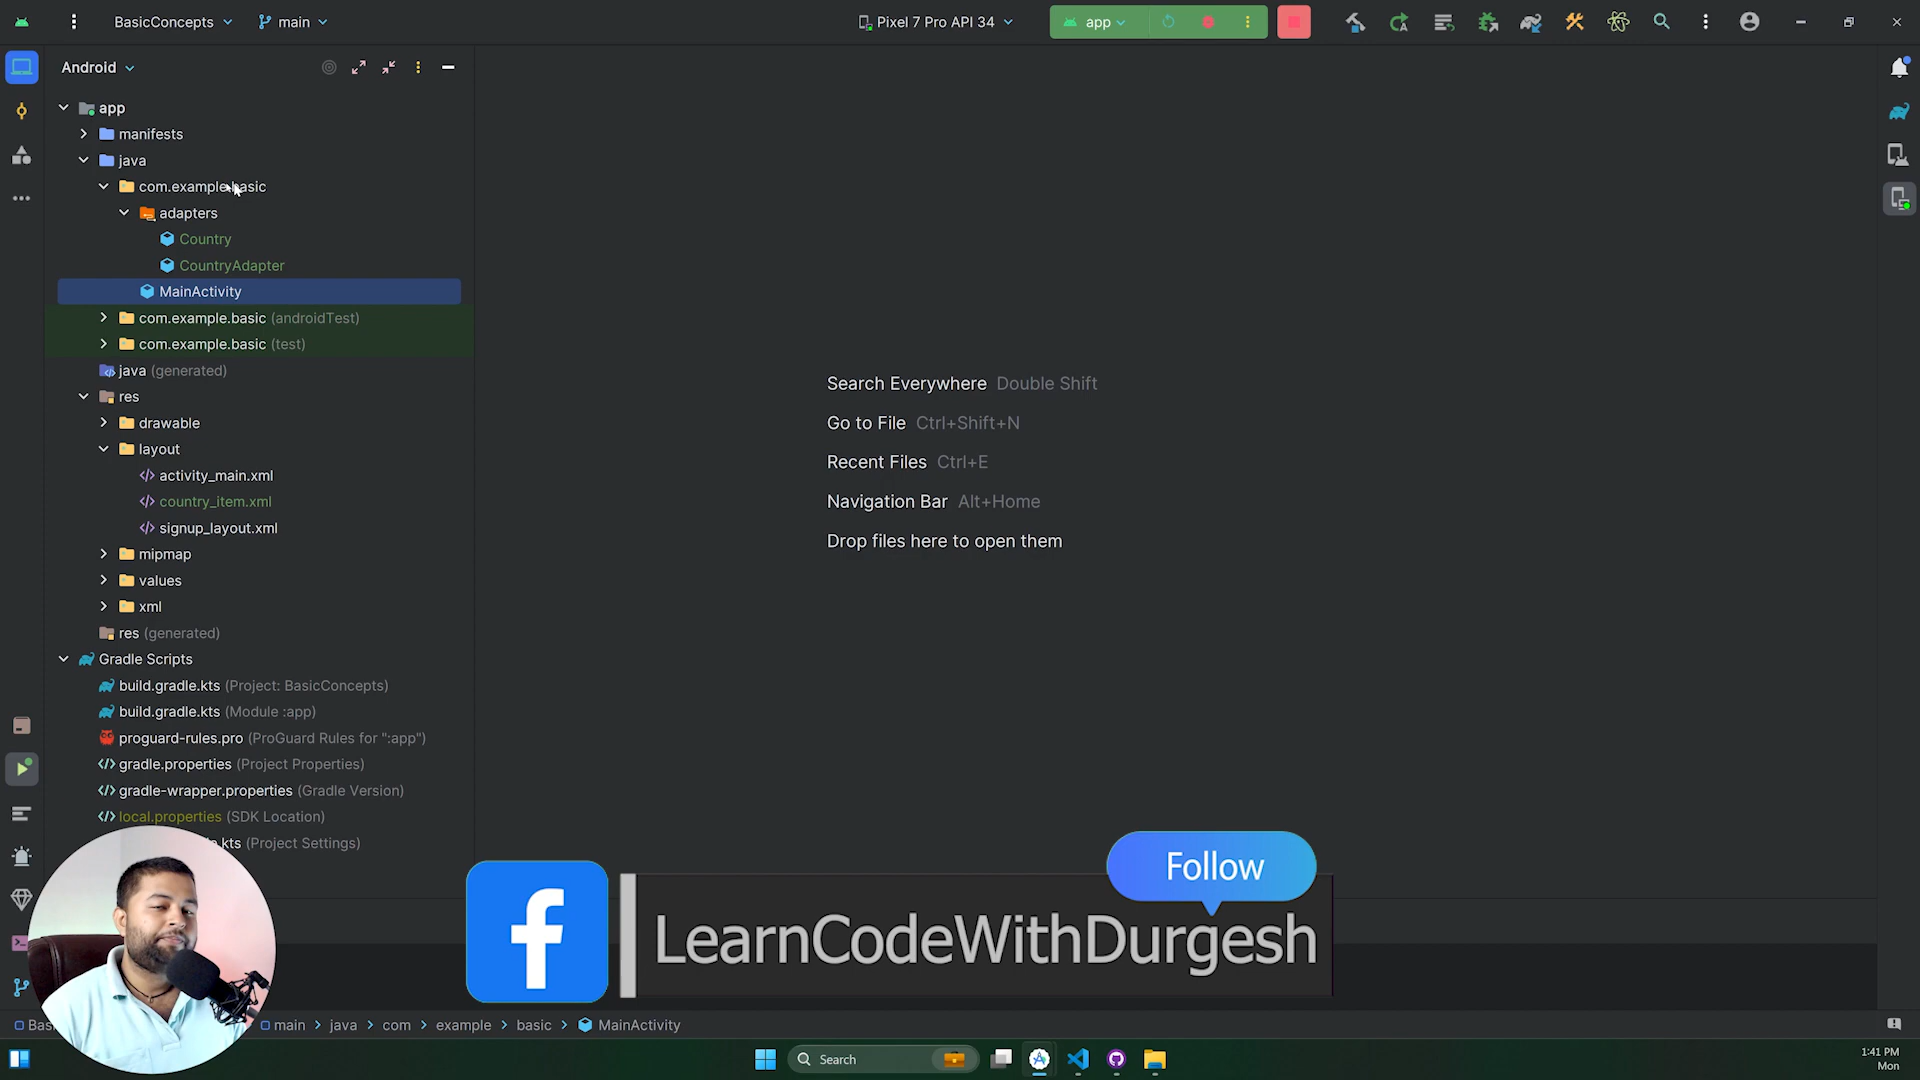 BasicConcepts
main
Pixel 7 Pro API 34
app
Android
app
manifests
java
com.example.basic
adapters
Country
CountryAdapter
MainActivity
com.example.basic (androidTest)
com.example.basic (test)
java (generated)
res
drawable
layout
activity_main.xml
country_item.xml
signup_layout.xml
mipmap
values
xml
res (generated)
Gradle Scripts
build.gradle.kts (Project: BasicConcepts)
build.gradle.kts (Module :app)
proguard-rules.pro (ProGuard Rules for ":app")
gradle.properties (Project Properties)
gradle-wrapper.properties (Gradle Version)
local.properties (SDK Location)
(Project Settings)
Search Everywhere Double Shift
Go to File Ctrl+Shift+N
Recent Files Ctrl+E
Navigation Bar Alt+Home
Drop files here to open them
Follow
LearnCodeWithDurgesh
main > java > com > example > basic > MainActivity
Search
1:41 PM
Mon